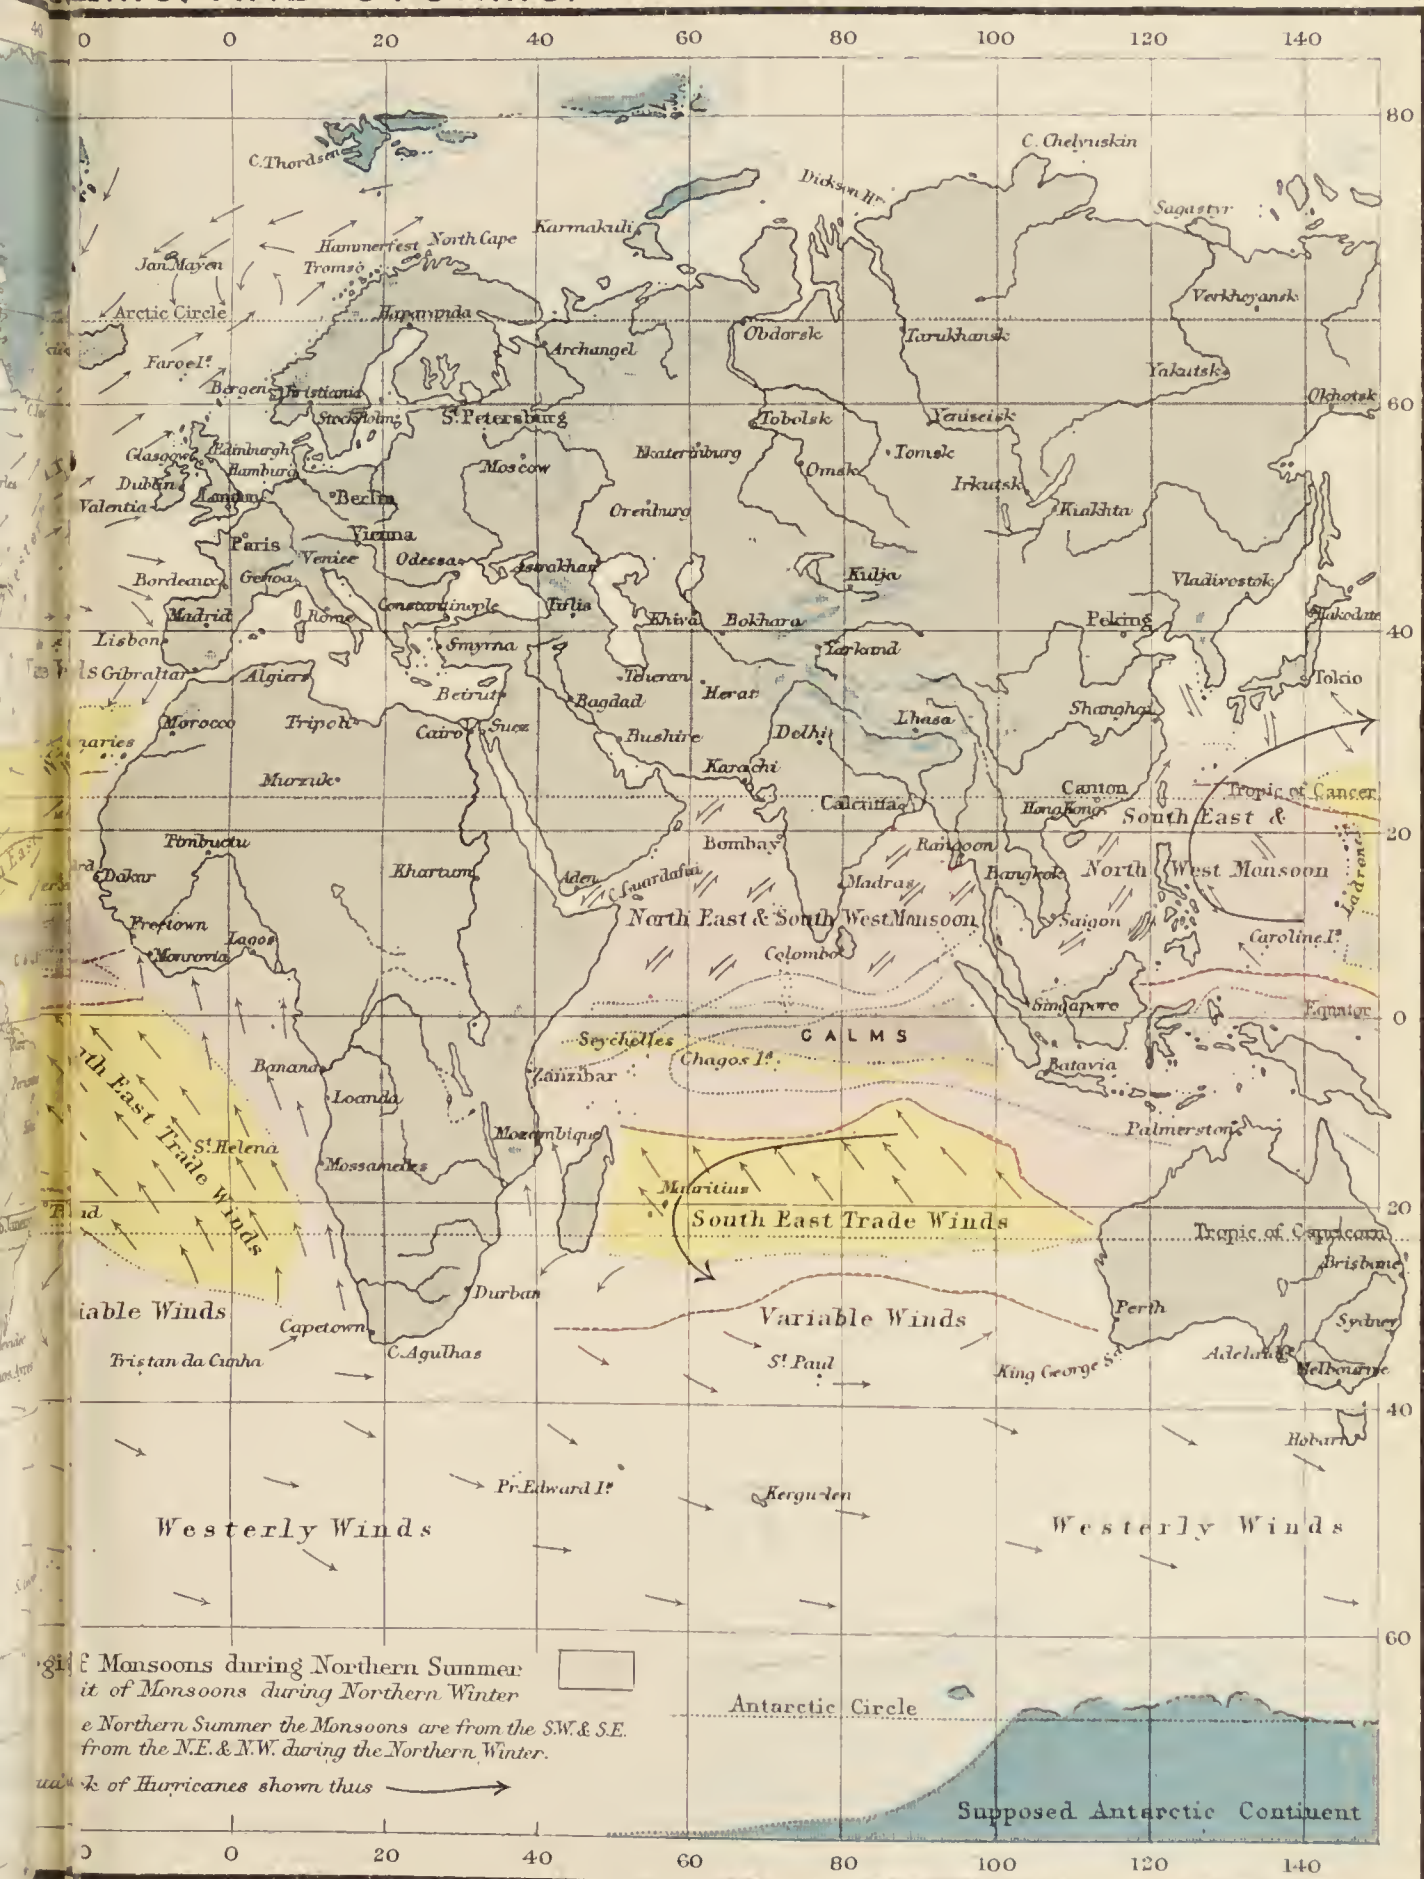 0 0 20 40 60 80 100 120 140
80
C. Thordsen
C. Chelyuskin
Dickson Hr.
Sagastyr
Karmakuli
Hammerfest North Cape
Tromsö
Jan Mayen
Verkhoyansk
Arctic Circle
Haparanda
Obdorsk
Turukhansk
Archangel
Faroe Is.
Yakutsk
Bergen
Kristiania
Okhotsk
60
Stockholm
St. Petersburg
Tobolsk
Yeniseisk
Glasgow
Edinburgh
Hamburg
Moscow
Ekaterinburg
Omsk
Tomsk
Dublin
London
Berlin
Irkutsk
Valentia
Orenburg
Kiakhta
Paris
Vienna
Venice
Odessa
Astrakhan
Bordeaux
Genoa
Kulja
Vladivostok
Madrid
Rome
Constantinople
Tiflis
Khiva
Bokhara
Peking
Hakodate
Lisbon
Smyrna
Yarkand
40
Gibraltar
Algiers
Beirut
Teheran
Herat
Tokio
Morocco
Tripoli
Cairo
Suez
Bagdad
Bushire
Delhi
Lhasa
Shanghai
naries
Murzuk
Karachi
Calcutta
Canton
Hong Kong
Tropic of Cancer
South East &
20
Timbuctu
Bombay
Rangoon
North West Monsoon
Dakar
Khartum
Aden
C. Guardafui
Madras
Bangkok
Ladrones
Freetown
Lagos
North East & South West Monsoon
Saigon
Monrovia
Colombo
Caroline Is.
Singapore
Equator
0
CALMS
Seychelles
Chagos Is.
Banana
Zanzibar
Batavia
Loanda
th East Trade Winds
St. Helena
Mozambique
Palmerston
Mossamedes
Mauritius
South East Trade Winds
20
Tropic of Capricorn
Brisbane
Durban
iable Winds
Perth
Sydney
Capetown
Variable Winds
Tristan da Cunha
C. Agulhas
St. Paul
King George Sd.
Adelaide
Melbourne
40
Hobart
Pr. Edward Is.
Kerguelen
Westerly Winds
Westerly Winds
60
f Monsoons during Northern Summer
it of Monsoons during Northern Winter
Antarctic Circle
e Northern Summer the Monsoons are from the S.W. & S.E.
from the N.E. & N.W. during the Northern Winter.
k of Hurricanes shown thus
Supposed Antarctic Continent
0 0 20 40 60 80 100 120 140